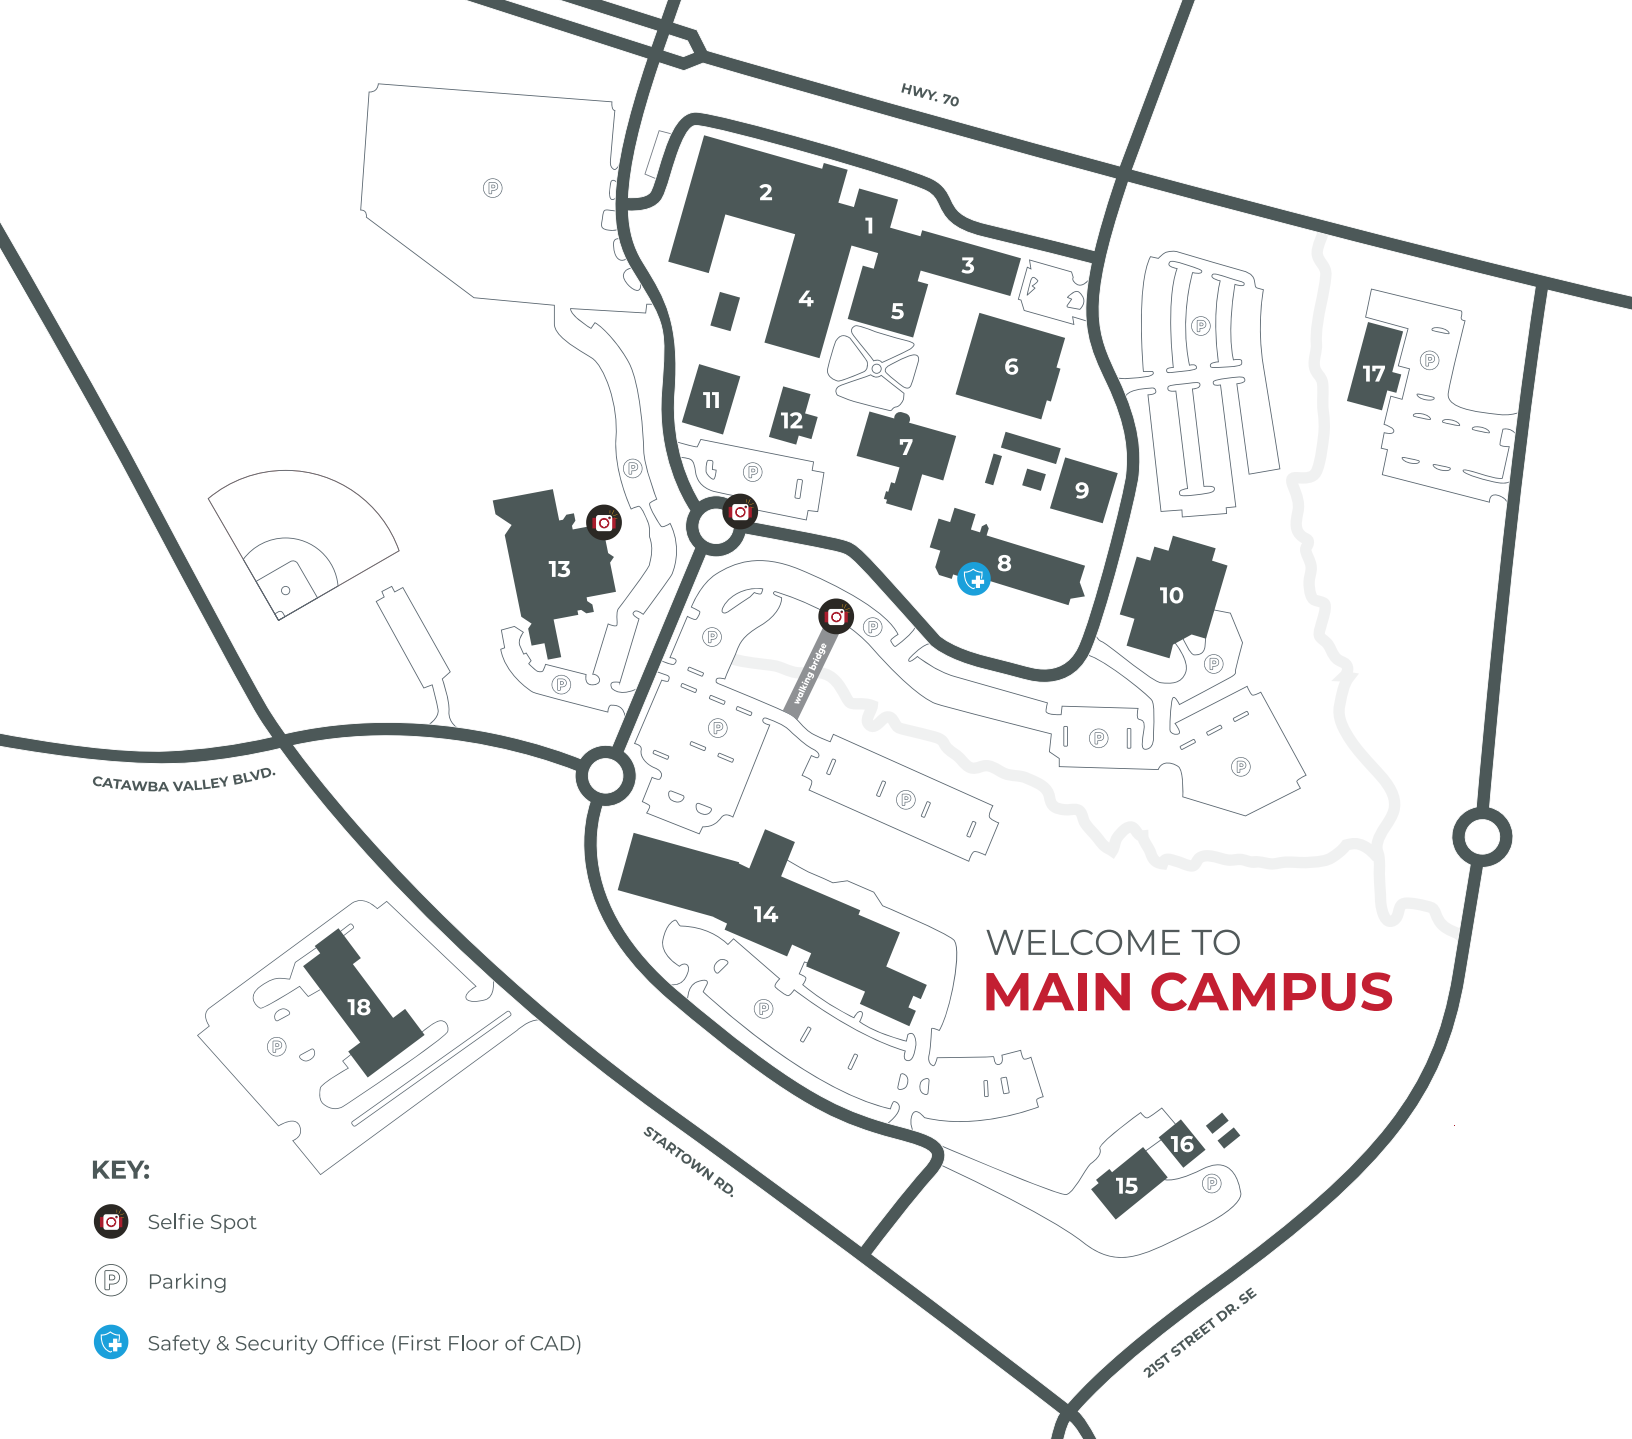 HWY. 70
P
2
1
3
4
5
P
6
17
P
11
12
7
P
P
9
13
8
10
P
P
P
walking bridge
P
P
P
P
P
CATAWBA VALLEY BLVD.
14
WELCOME TO
MAIN CAMPUS
18
P
P
STARTOWN RD.
16
15
P
21ST STREET DR. SE
KEY:
Selfie Spot
P Parking
Safety & Security Office (First Floor of CAD)